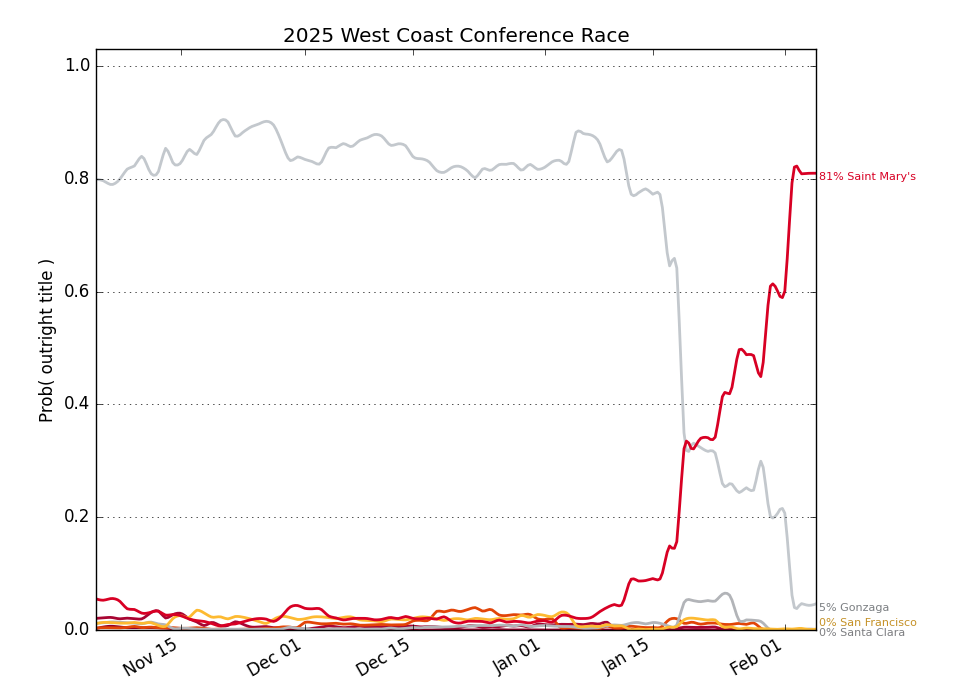 2025 West Coast Conference Race
Prob( outright title )
1.0
0.8
0.6
0.4
0.2
0.0
81% Saint Mary's
5% Gonzaga
0% San Francisco
0% Santa Clara
Nov 15
Dec 01
Dec 15
Jan 01
Jan 15
Feb 01